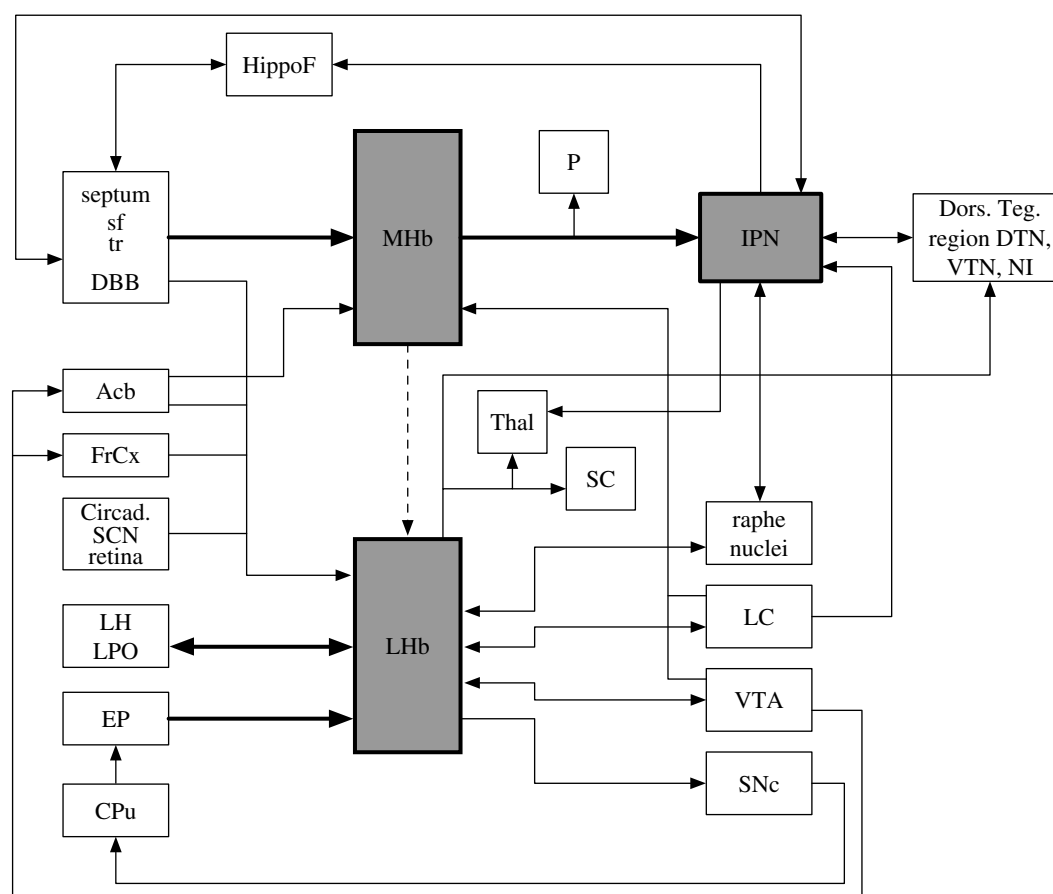 HippoF
P
septum
sf
tr
DBB
MHb
IPN
Dors. Teg.
region DTN,
VTN, NI
Acb
Thal
FrCx
SC
Circad.
SCN
retina
raphe
nuclei
LH
LPO
LHb
LC
EP
VTA
CPu
SNc